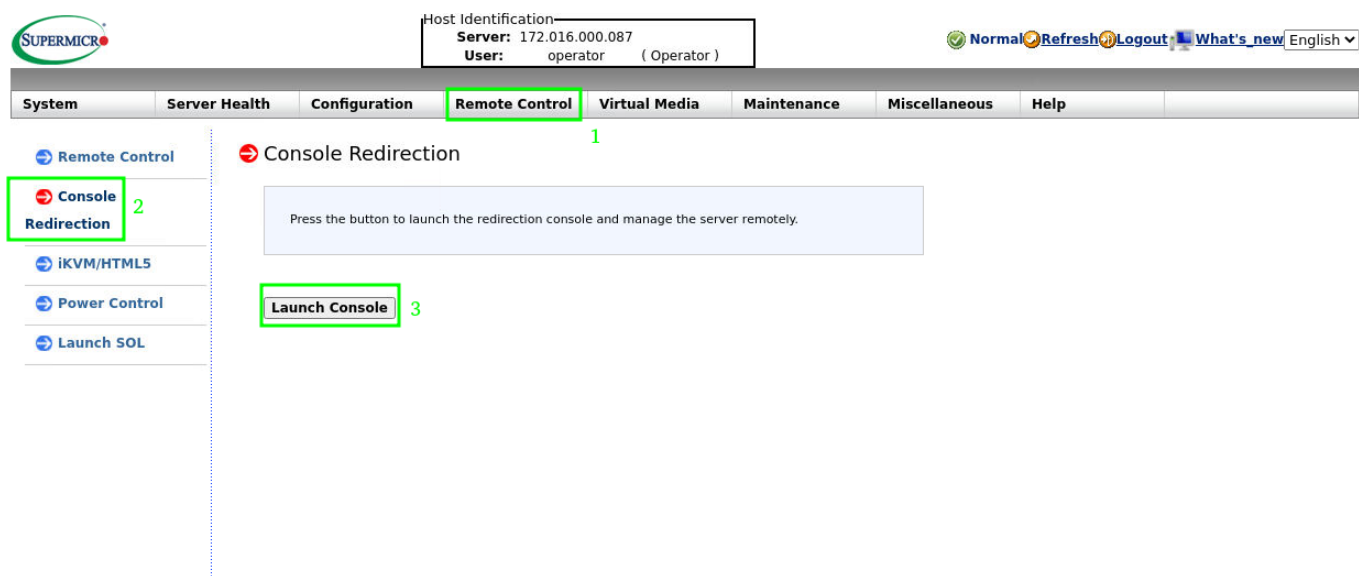 SUPERMICRO
Host Identification
Server: 172.016.000.087
User: operator ( Operator )
Normal Refresh Logout What's_new English
System Server Health Configuration Remote Control Virtual Media Maintenance Miscellaneous Help
1
Remote Control
Console
Redirection
2
iKVM/HTML5
Power Control
Launch SOL
Console Redirection
Press the button to launch the redirection console and manage the server remotely.
Launch Console
3